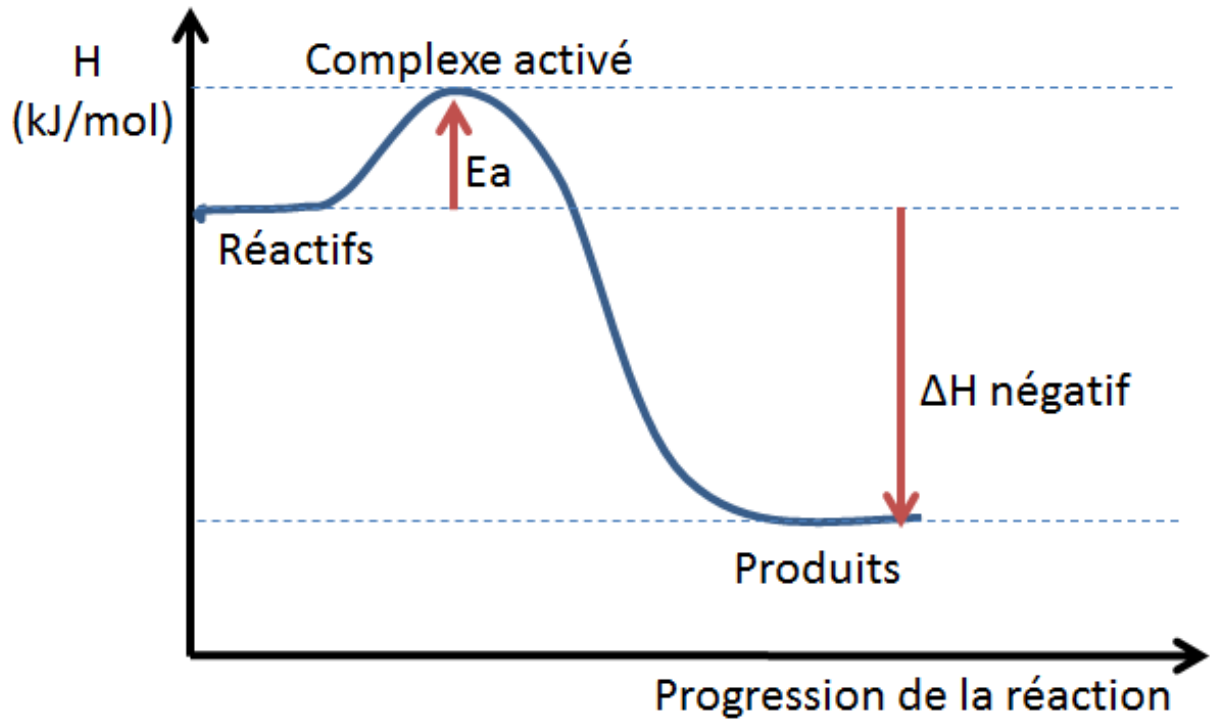 H
(kJ/mol)
Complexe activé
Ea
Réactifs
ΔH négatif
Produits
Progression de la réaction